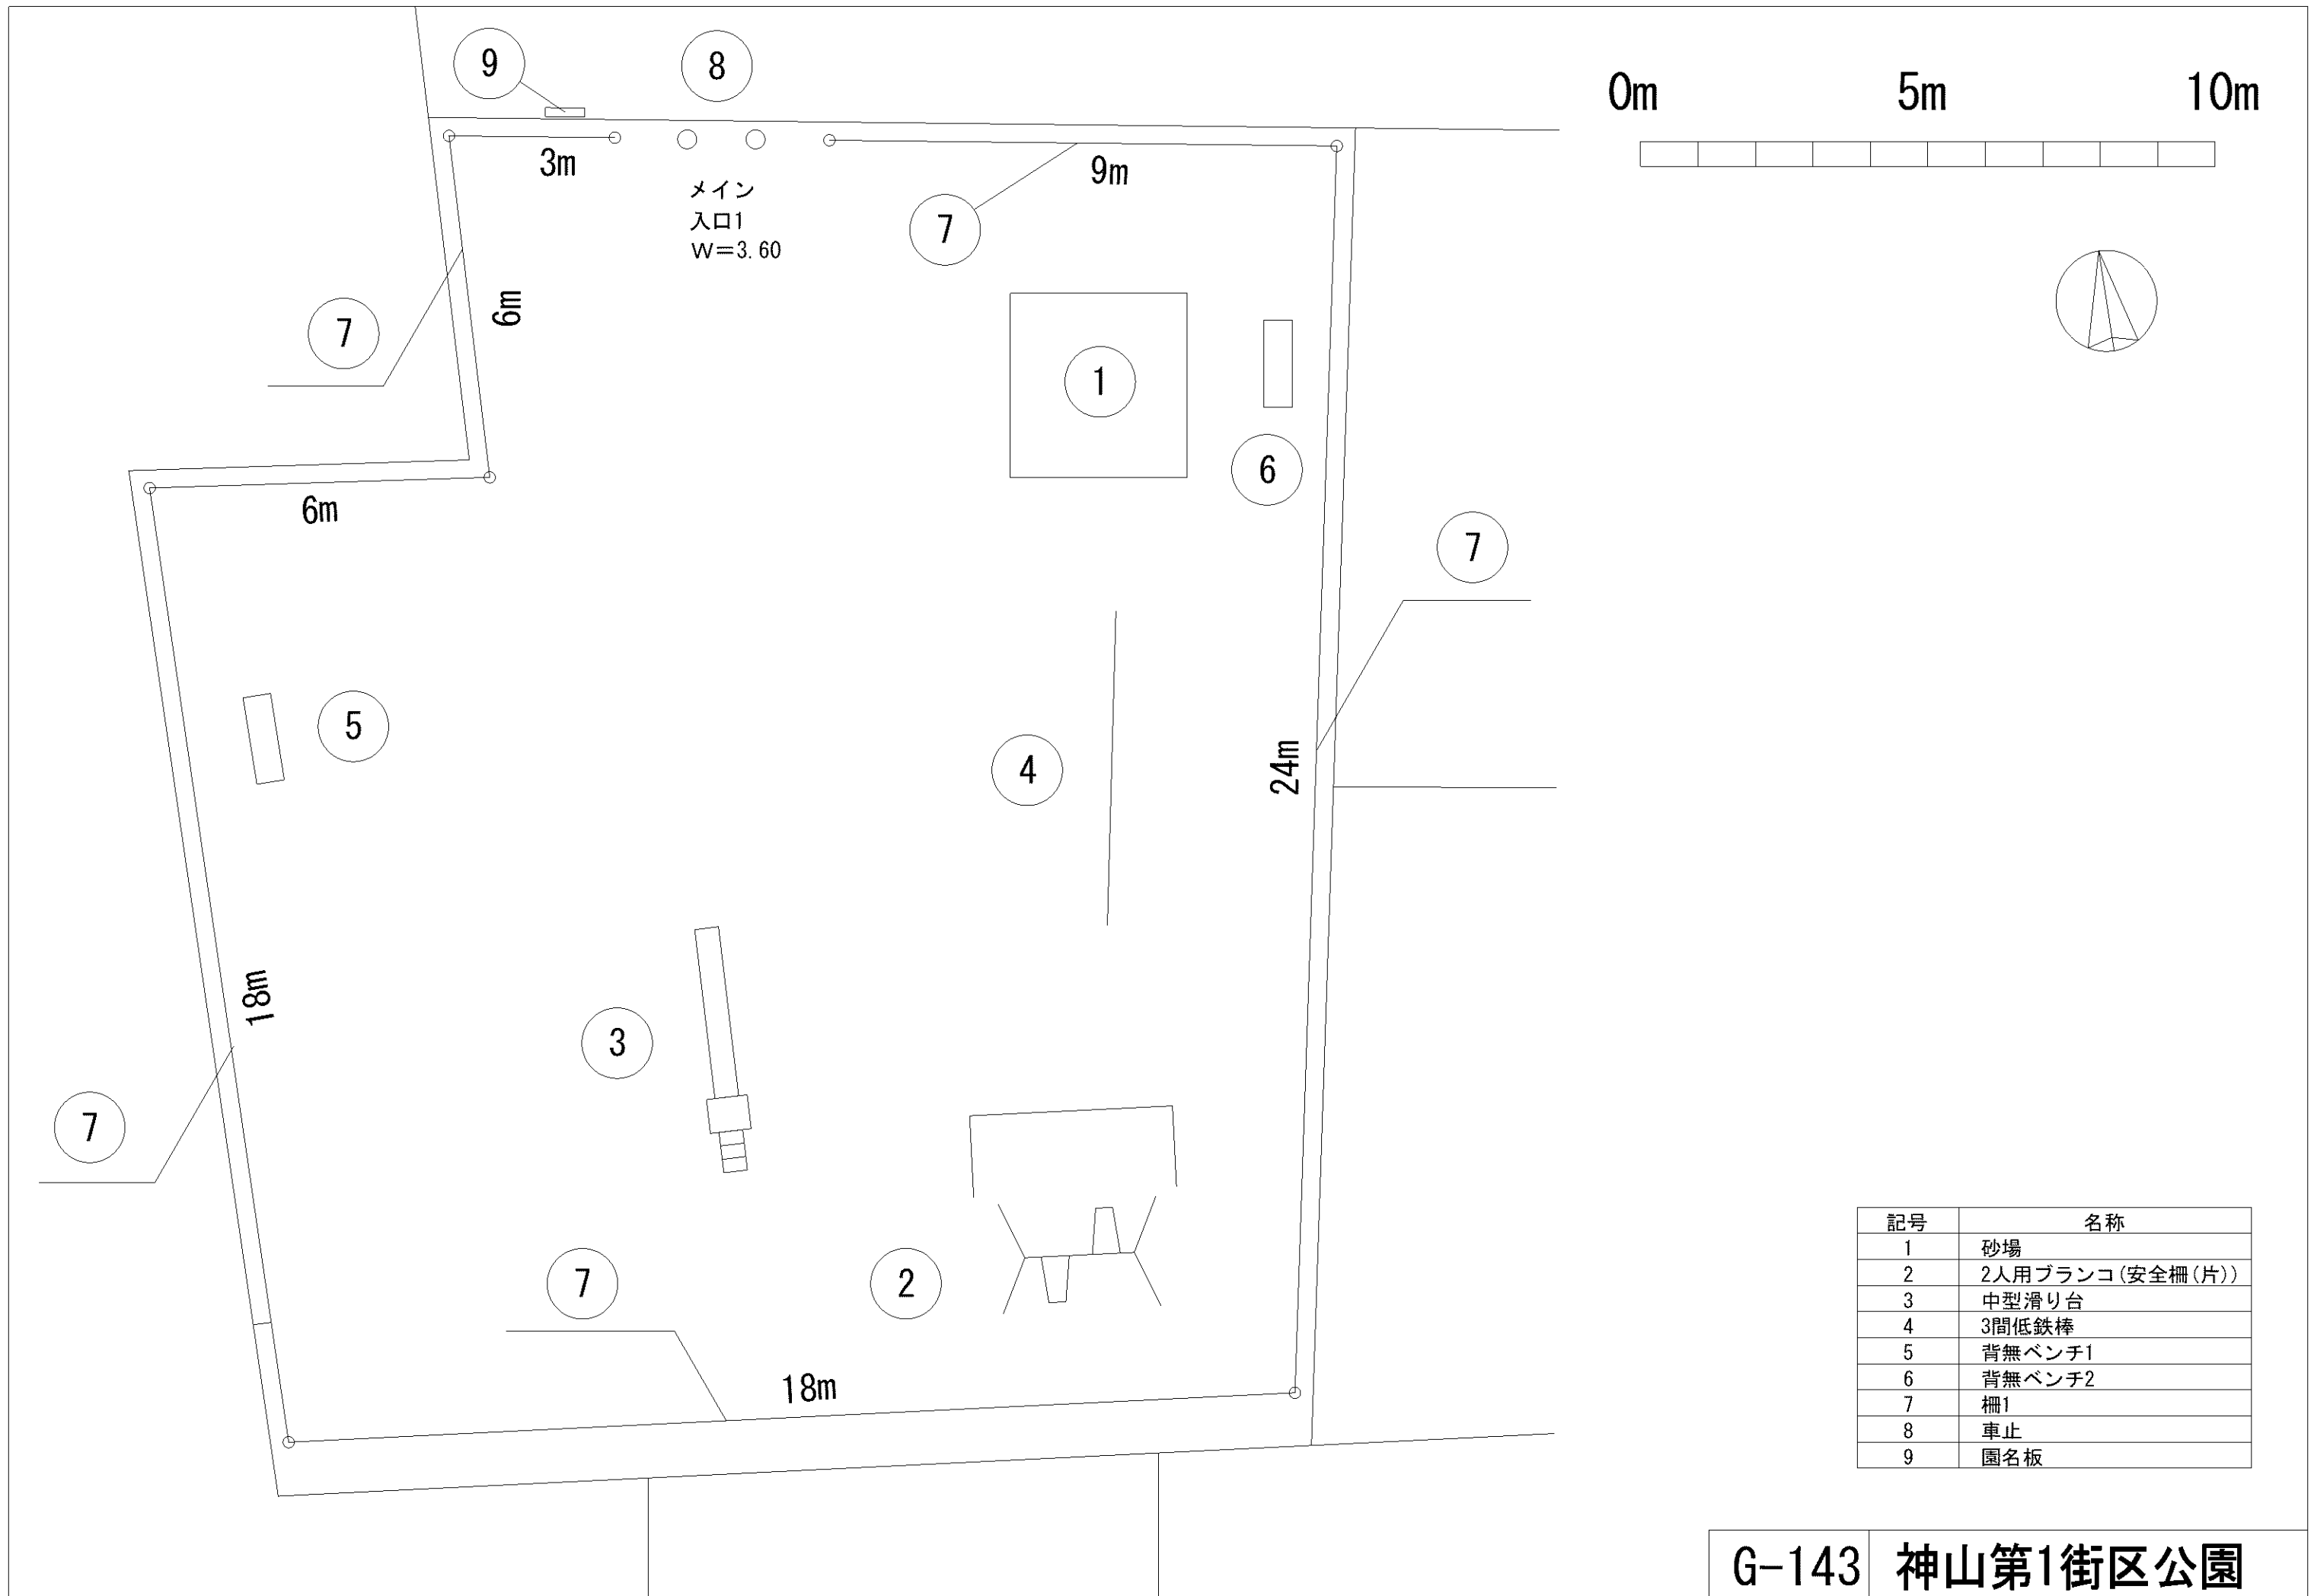 9
8
0m 5m 10m
3m
9m
メイン
入口1
W=3.60
7
6m
7
1
6
6m
7
5
4
24m
18m
3
7
7
2
18m
記号 名称
1 砂場
2 2人用ブランコ(安全柵(片))
3 中型滑り台
4 3間低鉄棒
5 背無ベンチ1
6 背無ベンチ2
7 柵1
8 車止
9 園名板
G-143 神山第1街区公園